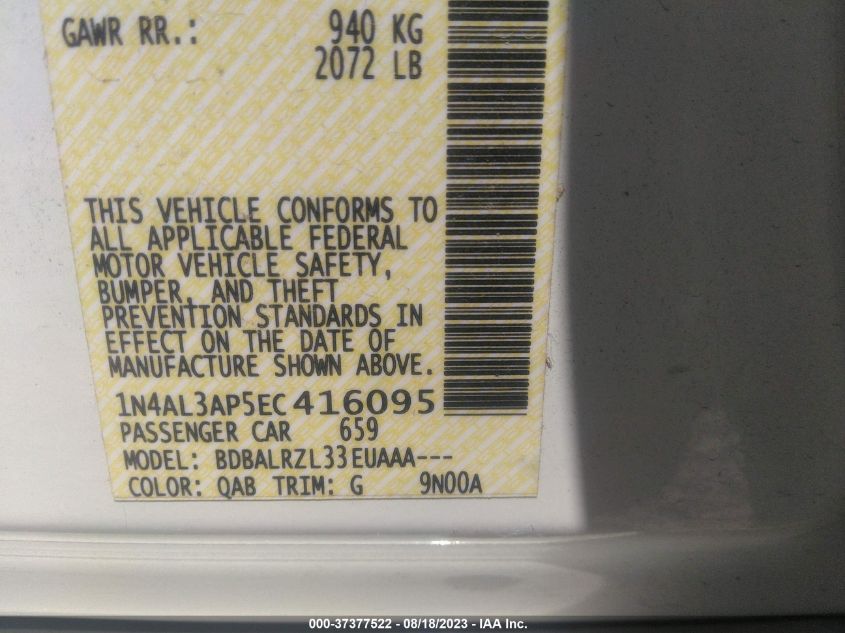 GAWR RR.: 940 KG
2072 LB
THIS VEHICLE CONFORMS TO
ALL APPLICABLE FEDERAL
MOTOR VEHICLE SAFETY,
BUMPER, AND THEFT
PREVENTION STANDARDS IN
EFFECT ON THE DATE OF
MANUFACTURE SHOWN ABOVE.
1N4AL3AP5EC416095
PASSENGER CAR 659
MODEL: BDBALRZL33EUAAA---
COLOR: QAB TRIM: G 9N00A
000-37377522 - 08/18/2023 - IAA Inc.